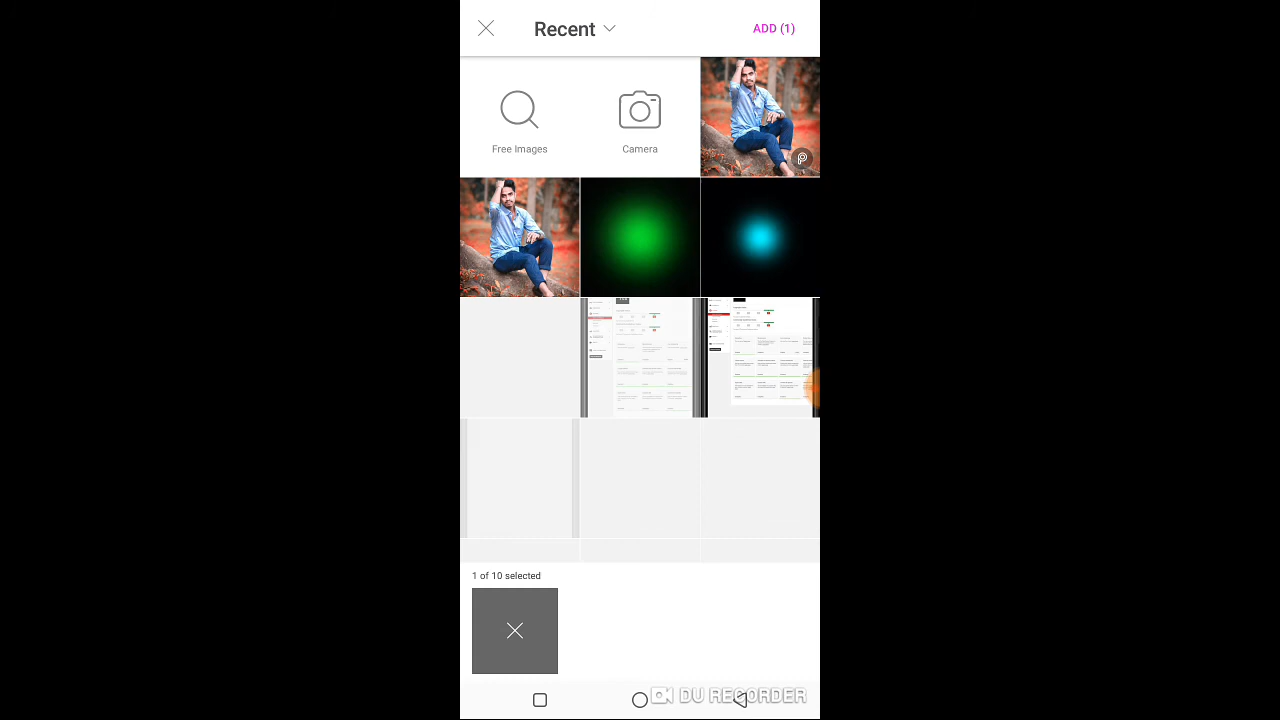 Recent
ADD (1)
Free Images
Camera
1 of 10 selected
DU RECORDER